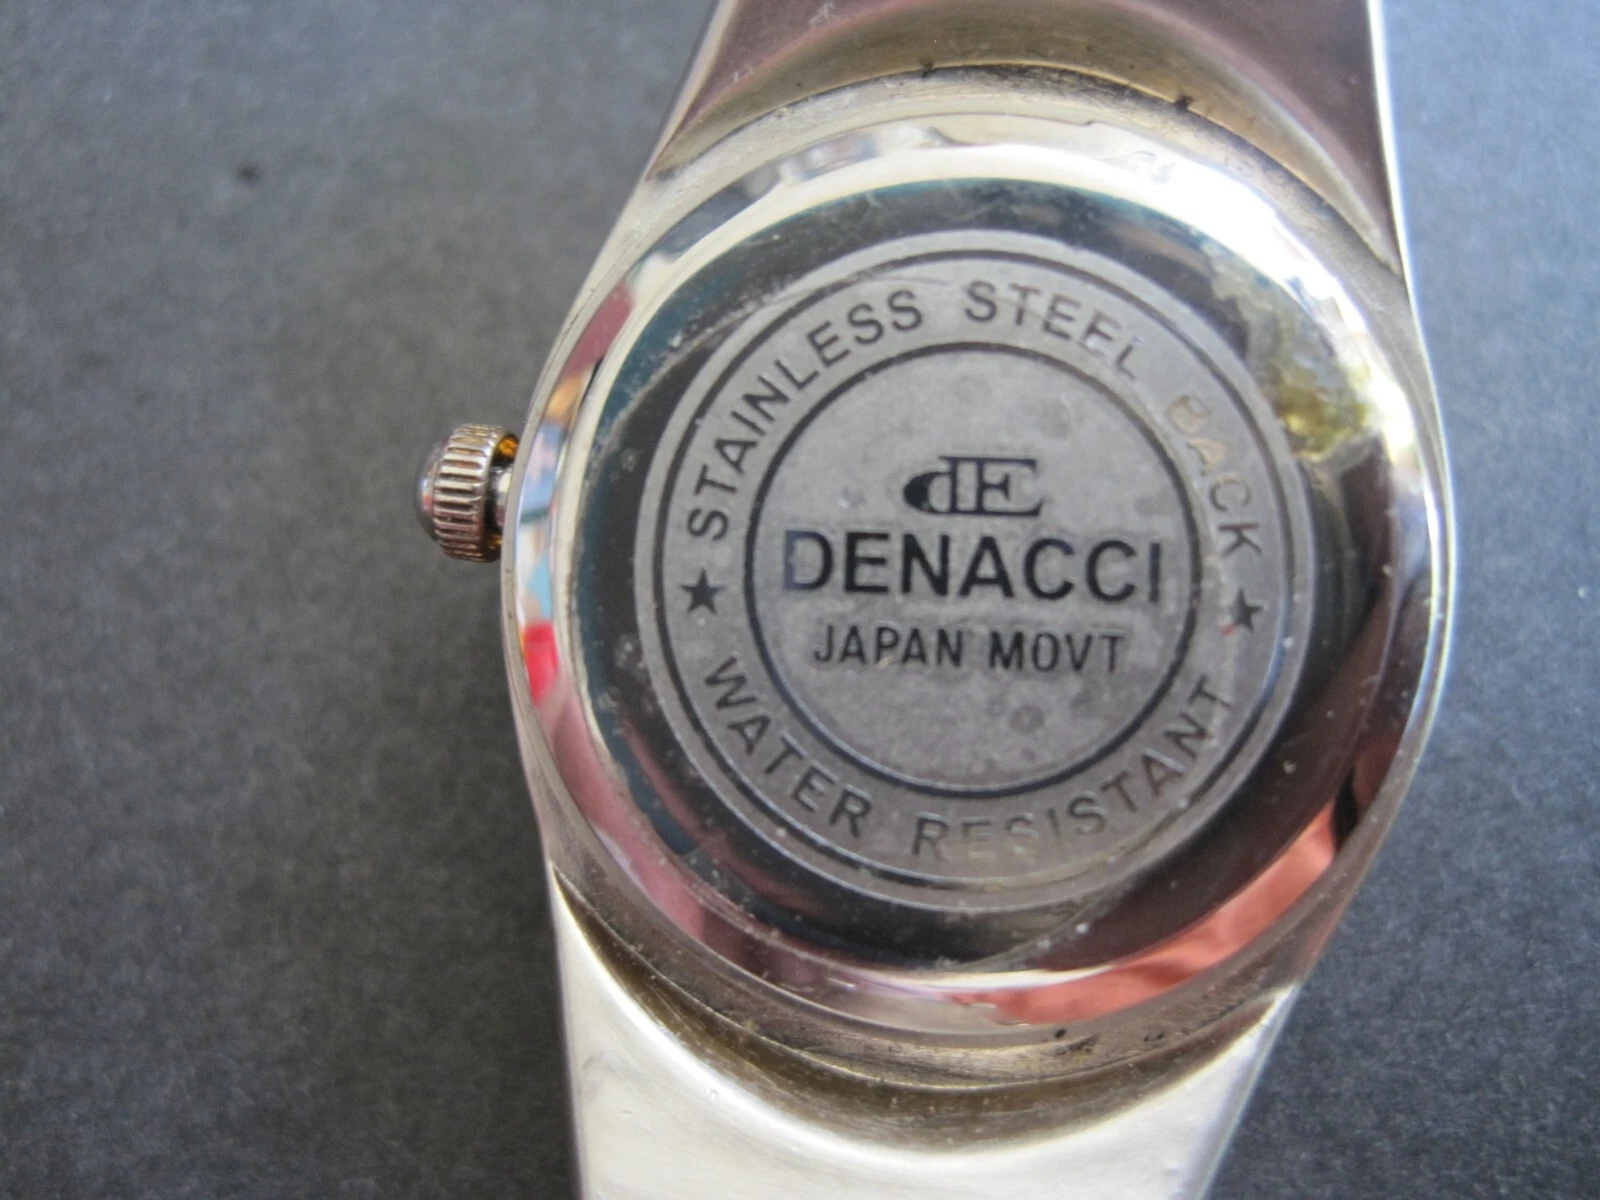 STAINLESS STEEL BACK
dE
DENACCI
JAPAN MOVT
WATER RESISTANT